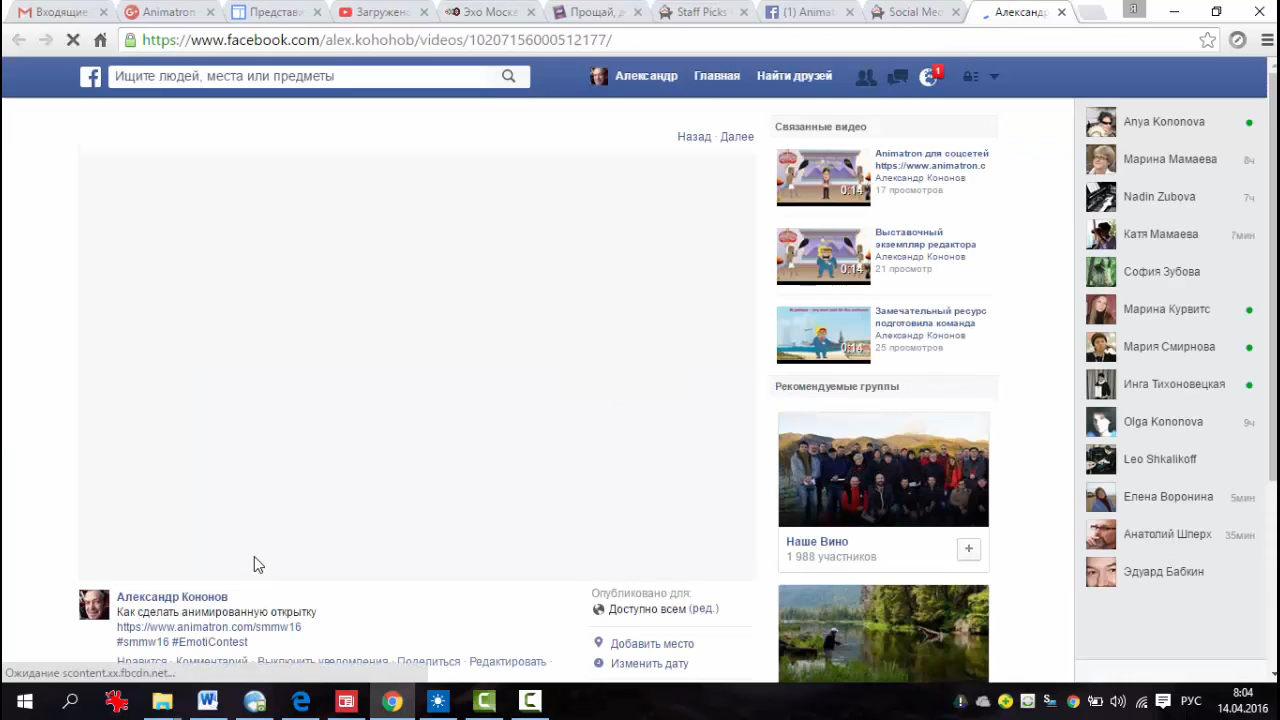 Входящие
Animatron
Представи
Загружено
Эхо Москв
Прощай, д
Staff Picks
(1) Animat
Social Med
Александр
https://www.facebook.com/alex.kohohob/videos/10207156000512177/
Ищите людей, места или предметы
Александр
Главная
Найти друзей
1
Назад · Далее
Связанные видео
Animatron для соцсетей
https://www.animatron.c
Александр Кононов
17 просмотров
0:14
Выставочный
экземпляр редактора
Александр Кононов
21 просмотр
0:14
Замечательный ресурс
подготовила команда
Александр Кононов
25 просмотров
0:14
Рекомендуемые группы
Наше Вино
1 988 участников
+
Александр Кононов
Как сделать анимированную открытку
https://www.animatron.com/smmw16
#smmw16 #EmotiContest
Нравится · Комментарий · Выключить уведомления · Поделиться · Редактировать ·
Опубликовано для:
Доступно всем (ред.)
Добавить место
Изменить дату
Anya Kononova
Марина Мамаева 8ч
Nadin Zubova 7ч
Катя Мамаева 7мин
София Зубова
Марина Курвитс
Мария Смирнова
Инга Тихоновецкая
Olga Kononova 9ч
Leo Shkalikoff
Елена Воронина 5мин
Анатолий Шперх 35мин
Эдуард Бабкин
Ожидание scontent.xx.fbcdn.net...
РУС
8:04
14.04.2016